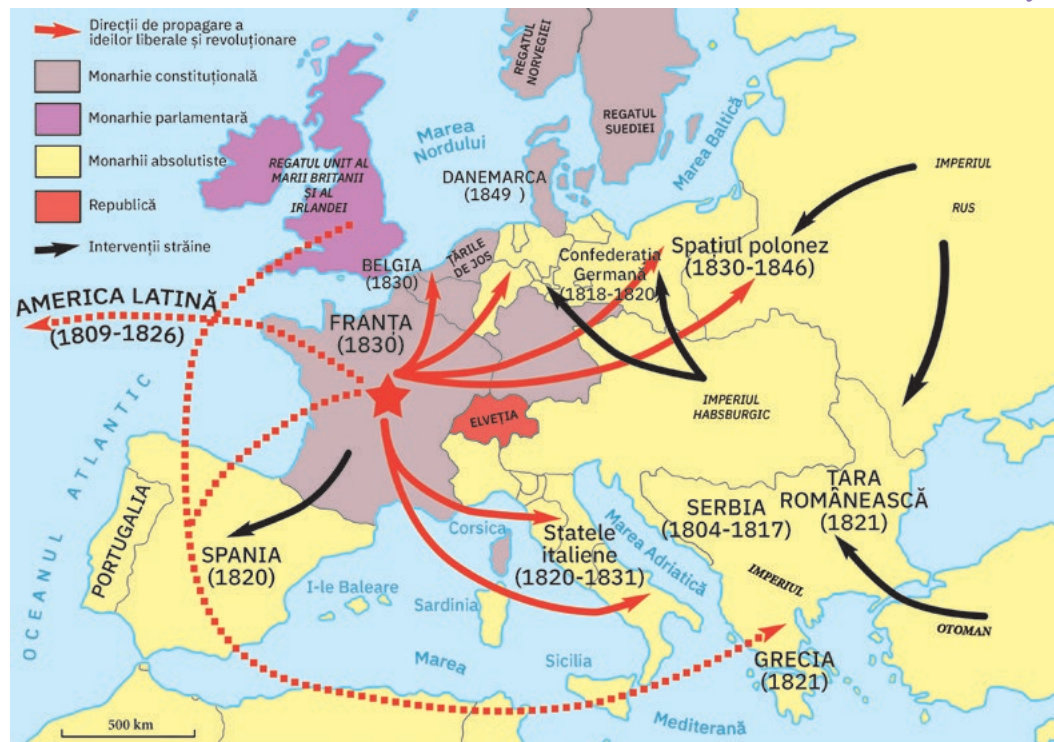 Direcții de propagare a
ideilor liberale și revoluționare
Monarhie constituțională
Monarhie parlamentară
Monarhii absolutiste
Republică
Intervenții străine
REGATUL
NORVEGIEI
REGATUL
SUEDIEI
Marea
Nordului
Marea Baltică
REGATUL UNIT AL
MARII BRITANII
ȘI AL
IRLANDEI
DANEMARCA
(1849 )
IMPERIUL
RUS
ȚĂRILE
DE JOS
BELGIA
(1830)
Confederația
Germană
(1818-1820)
Spațiul polonez
(1830-1846)
AMERICA LATINĂ
(1809-1826)
FRANȚA
(1830)
ELVEȚIA
IMPERIUL
HABSBURGIC
OCEANUL ATLANTIC
PORTUGALIA
SPANIA
(1820)
I-le Baleare
Corsica
Sardinia
Statele
italiene
(1820-1831)
Marea Adriatică
SERBIA
(1804-1817)
TARA
ROMÂNEASCĂ
(1821)
IMPERIUL
OTOMAN
GRECIA
(1821)
Marea
Sicilia
Mediterană
500 km